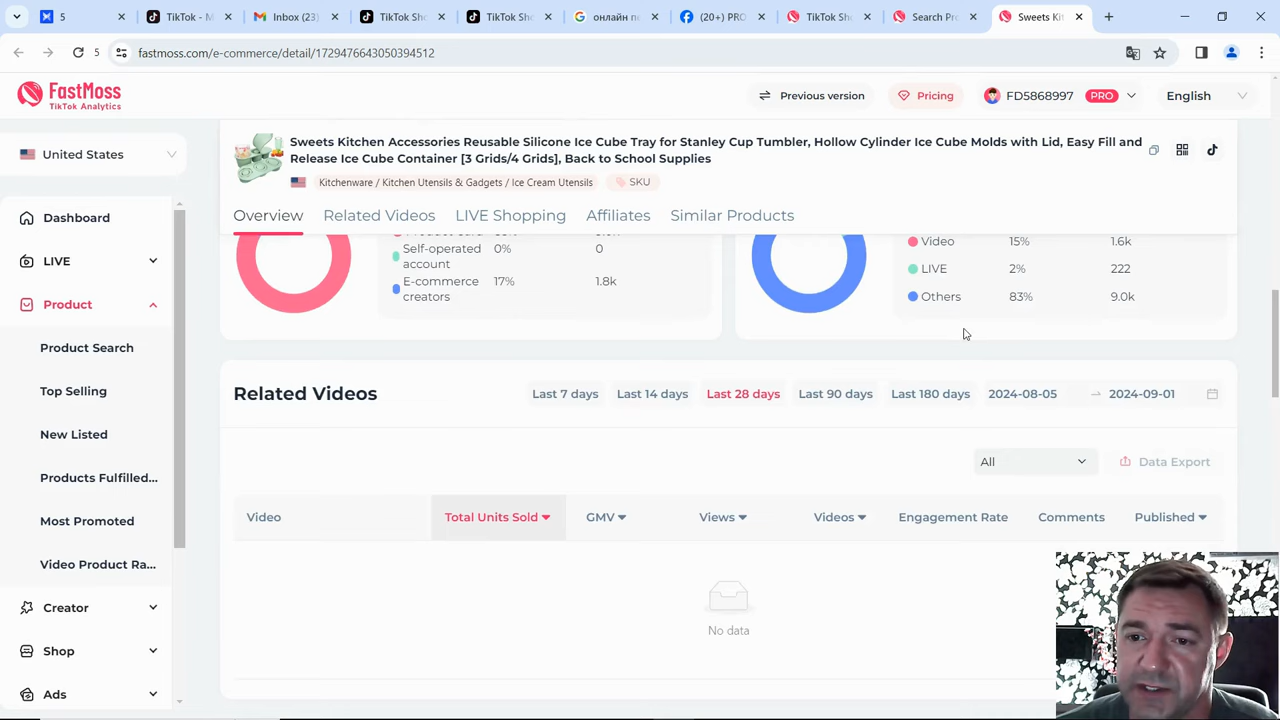 5
TikTok - M
Inbox (23)
TikTok Sho
TikTok Sho
онлайн пе
(20+) PRO
TikTok Shc
Search Pro
Sweets Kit
5
fastmoss.com/e-commerce/detail/1729476643050394512
FastMoss
TikTok Analytics
Previous version
Pricing
FD5868997
PRO
English
United States
Sweets Kitchen Accessories Reusable Silicone Ice Cube Tray for Stanley Cup Tumbler, Hollow Cylinder Ice Cube Molds with Lid, Easy Fill and
Release Ice Cube Container [3 Grids/4 Grids], Back to School Supplies
Kitchenware / Kitchen Utensils & Gadgets / Ice Cream Utensils
SKU
Overview
Related Videos
LIVE Shopping
Affiliates
Similar Products
Dashboard
LIVE
Product
Product Search
Top Selling
New Listed
Products Fulfilled...
Most Promoted
Video Product Ra...
Creator
Shop
Ads
Self-operated
account
0%
0
E-commerce
creators
17%
1.8k
Video
15%
1.6k
LIVE
2%
222
Others
83%
9.0k
Related Videos
Last 7 days
Last 14 days
Last 28 days
Last 90 days
Last 180 days
2024-08-05
2024-09-01
All
Data Export
Video
Total Units Sold
GMV
Views
Videos
Engagement Rate
Comments
Published
No data